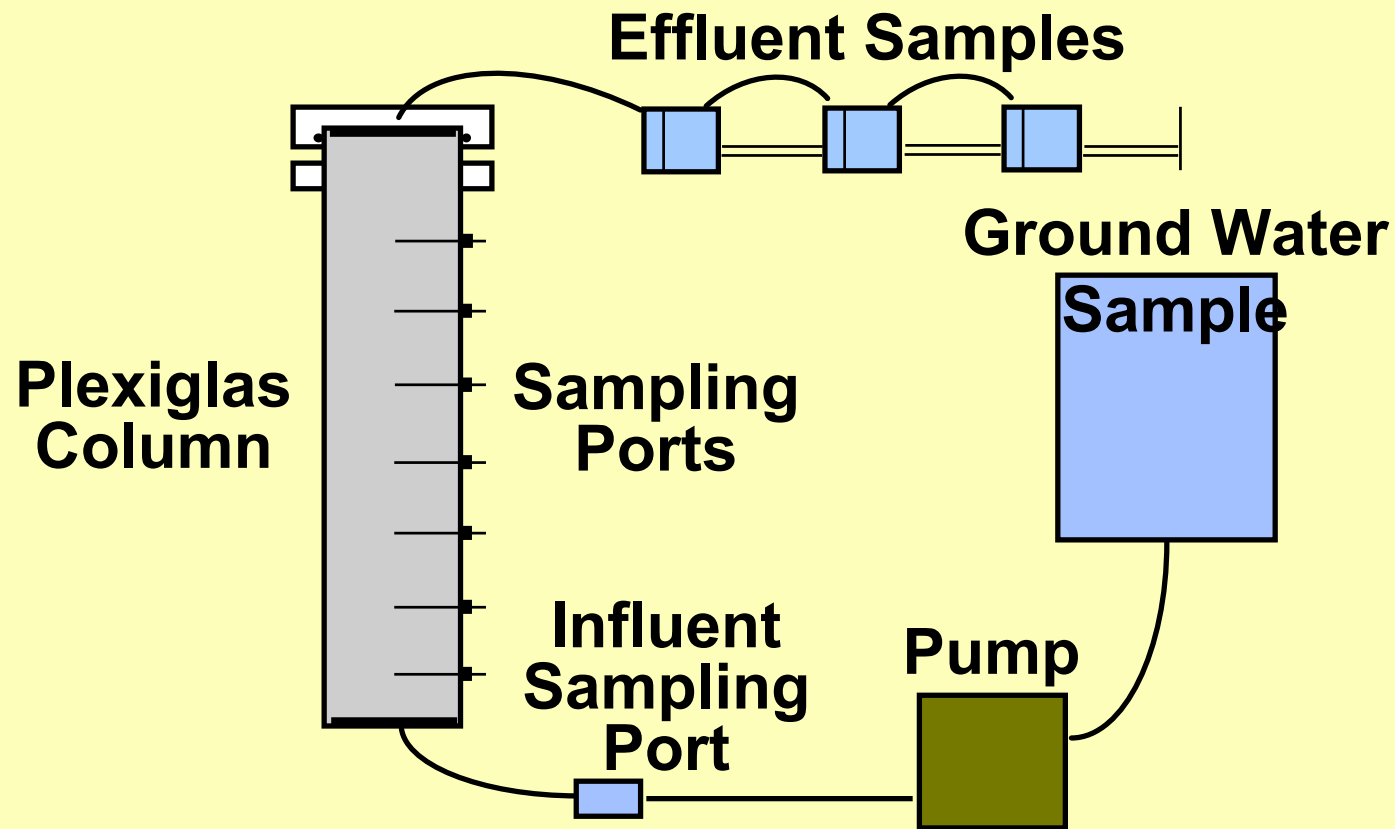 Effluent Samples
Ground Water
Sample
Plexiglas
Column
Sampling
Ports
Influent
Sampling
Port
Pump